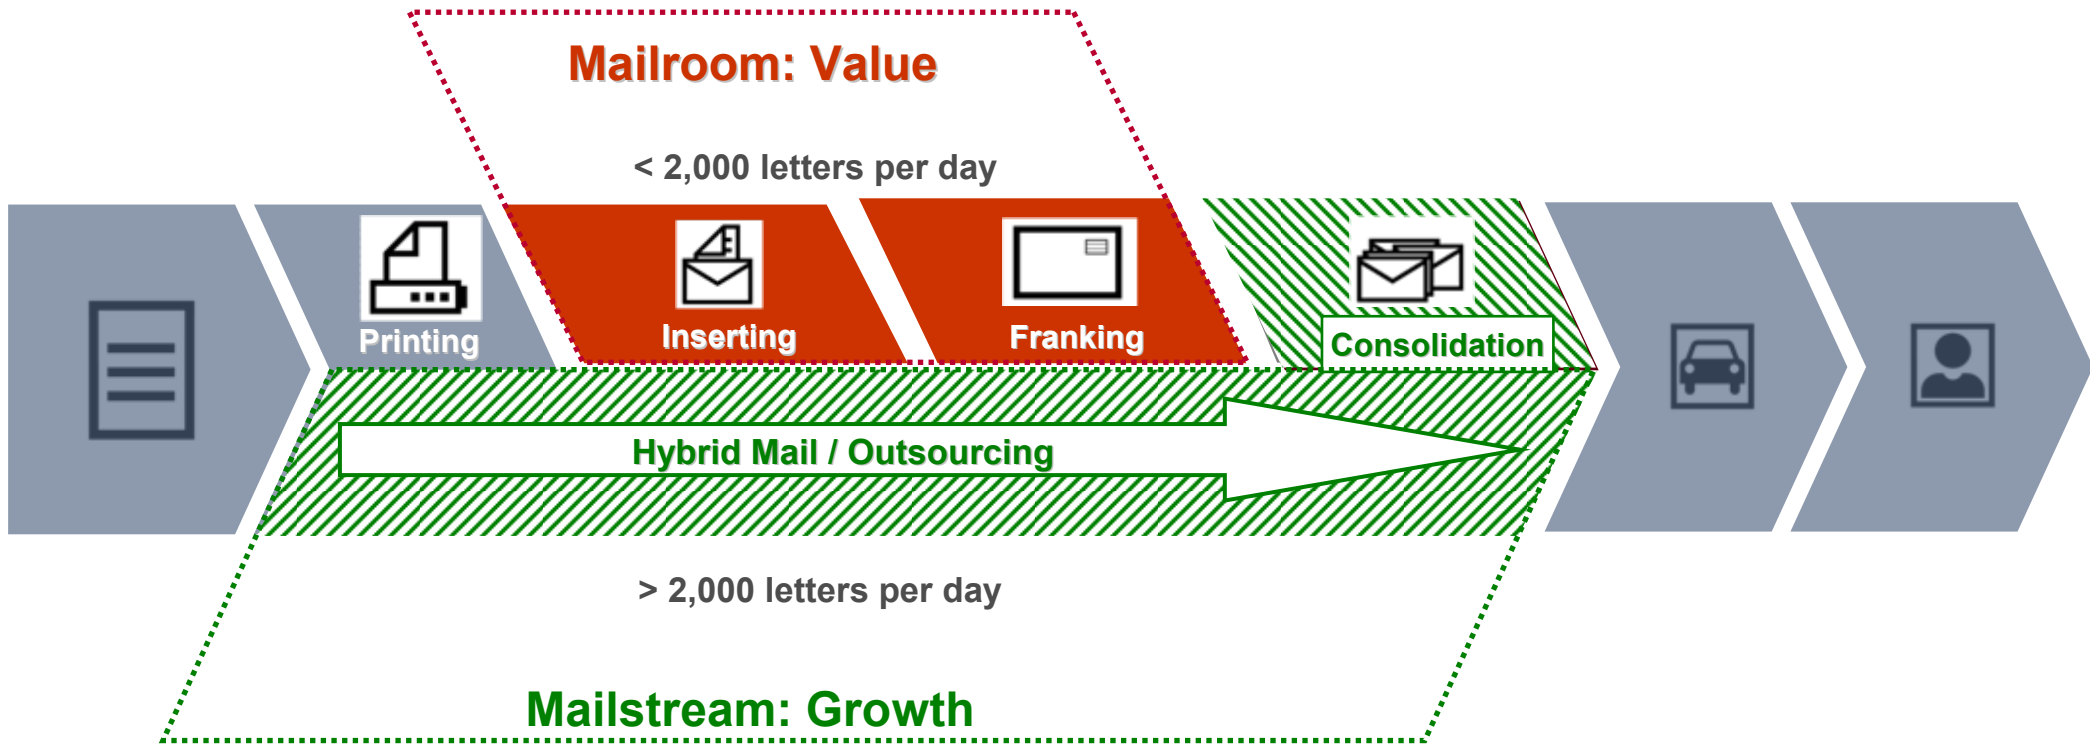 Mailroom: Value
< 2,000 letters per day
Printing
Inserting
Franking
Consolidation
Hybrid Mail / Outsourcing
> 2,000 letters per day
Mailstream: Growth